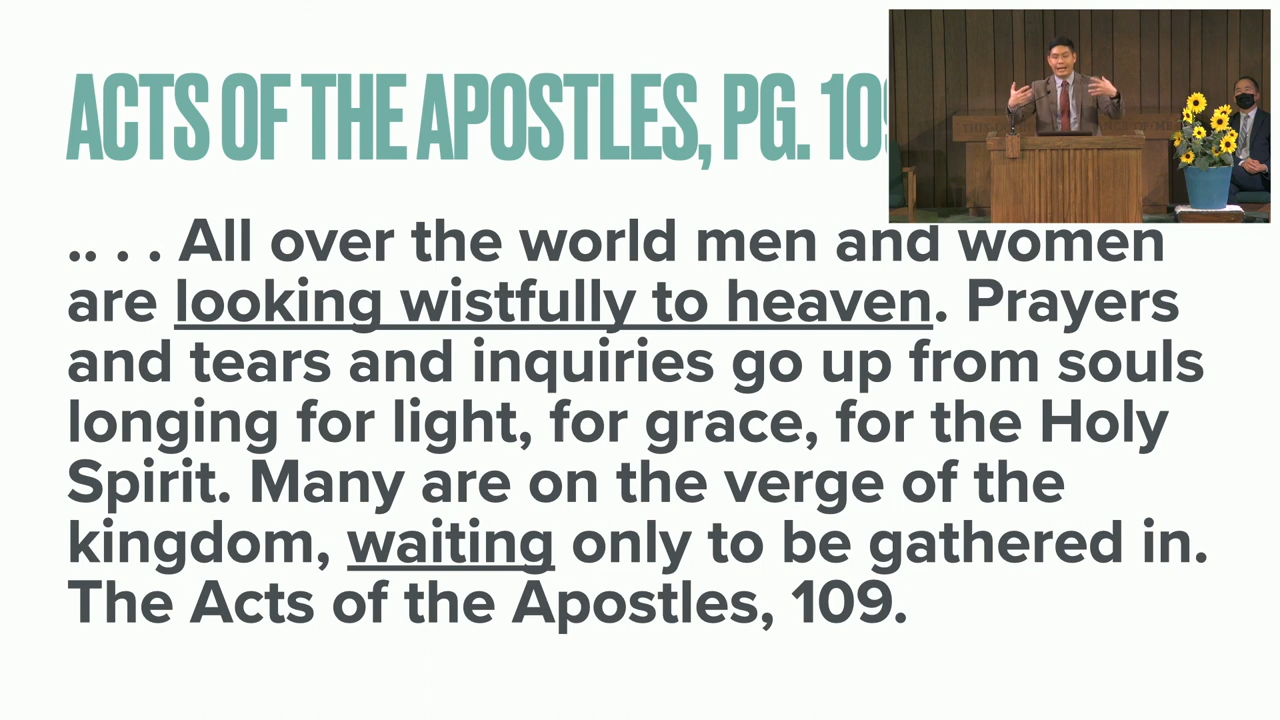 ACTS OF THE APOSTLES, PG. 109
.. . . All over the world men and women
are looking wistfully to heaven. Prayers
and tears and inquiries go up from souls
longing for light, for grace, for the Holy
Spirit. Many are on the verge of the
kingdom, waiting only to be gathered in.
The Acts of the Apostles, 109.